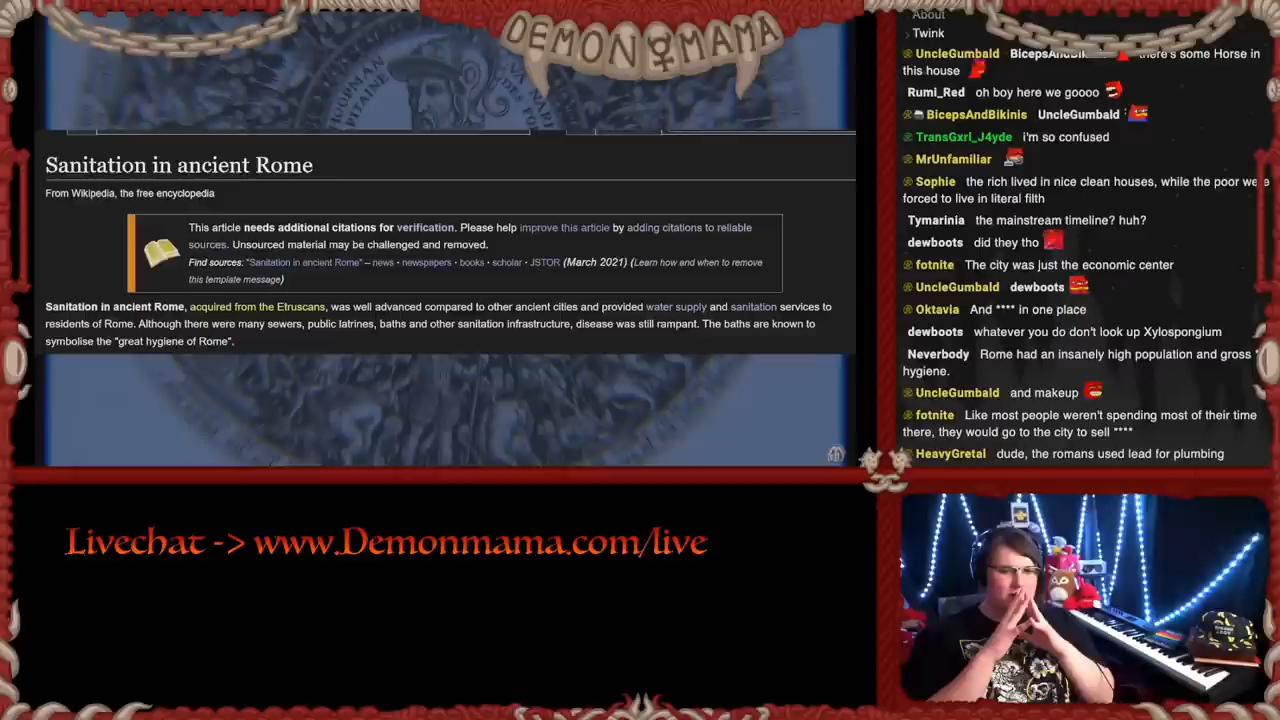 DEMON MAMA
Sanitation in ancient Rome
From Wikipedia, the free encyclopedia
This article needs additional citations for verification. Please help improve this article by adding citations to reliable
sources. Unsourced material may be challenged and removed.
Find sources: "Sanitation in ancient Rome" – news · newspapers · books · scholar · JSTOR (March 2021) (Learn how and when to remove
this template message)
Sanitation in ancient Rome, acquired from the Etruscans, was well advanced compared to other ancient cities and provided water supply and sanitation services to
residents of Rome. Although there were many sewers, public latrines, baths and other sanitation infrastructure, disease was still rampant. The baths are known to
symbolise the "great hygiene of Rome".
Livechat -> www.Demonmama.com/live
About
Twink
UncleGumbald there's some Horse in
this house
Rumi_Red oh boy here we goooo
BicepsAndBikinis UncleGumbald
TransGxrl_J4yde i'm so confused
MrUnfamiliar
Sophie the rich lived in nice clean houses, while the poor were
forced to live in literal filth
Tymarinia the mainstream timeline? huh?
dewboots did they tho
fotnite The city was just the economic center
UncleGumbald dewboots
Oktavia And **** in one place
dewboots whatever you do don't look up Xylospongium
Neverbody Rome had an insanely high population and gross
hygiene.
UncleGumbald and makeup
fotnite Like most people weren't spending most of their time
there, they would go to the city to sell ****
HeavyGretal dude, the romans used lead for plumbing